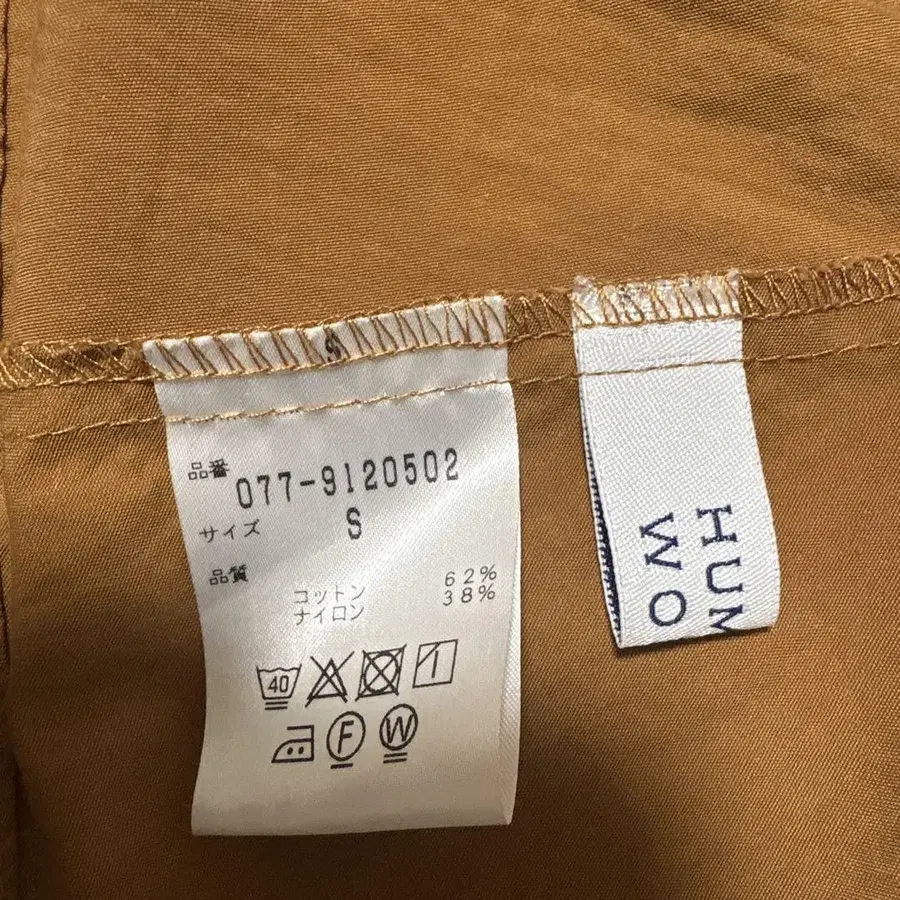 品番
077-9120502
サイズ S
品質
コットン 62%
ナイロン 38%
40
F W
HUM
WO